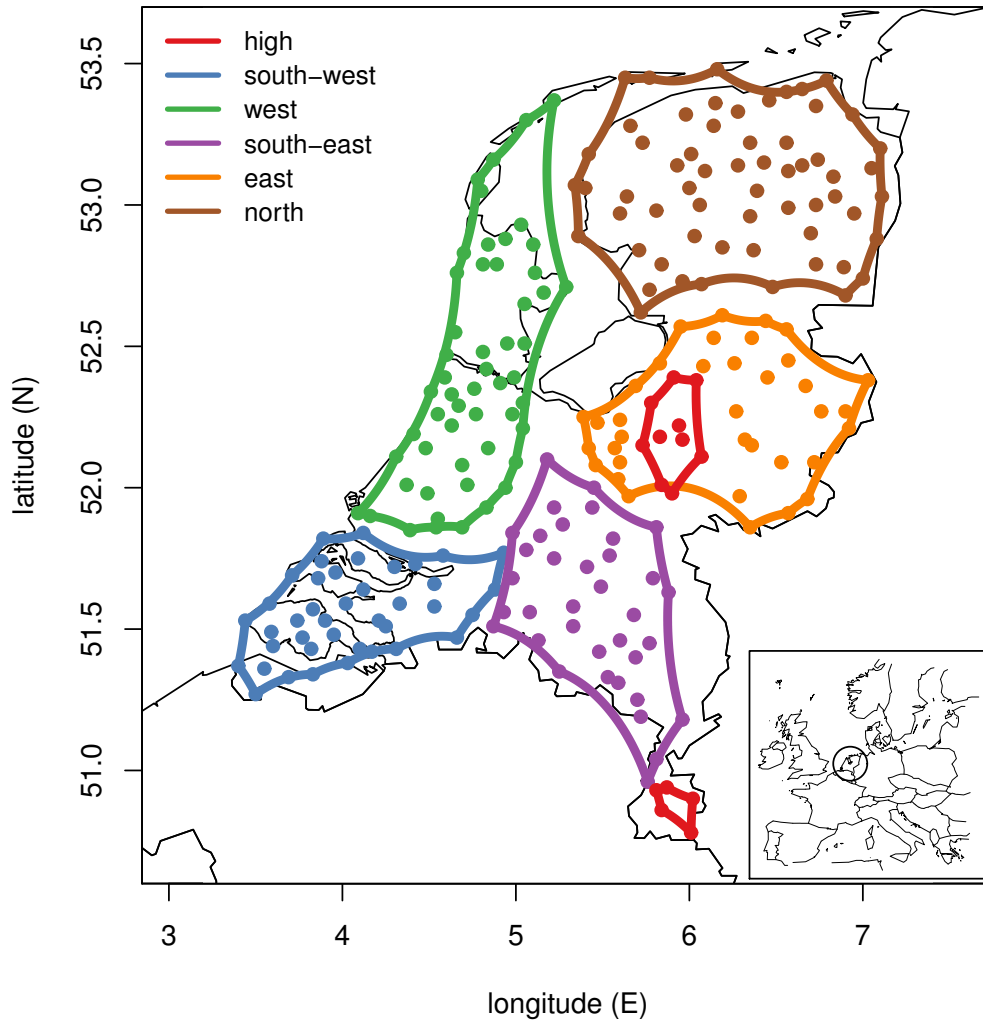 high
south−west
west
south−east
east
north
53.5
53.0
52.5
52.0
51.5
51.0
latitude (N)
3 4 5 6 7
longitude (E)